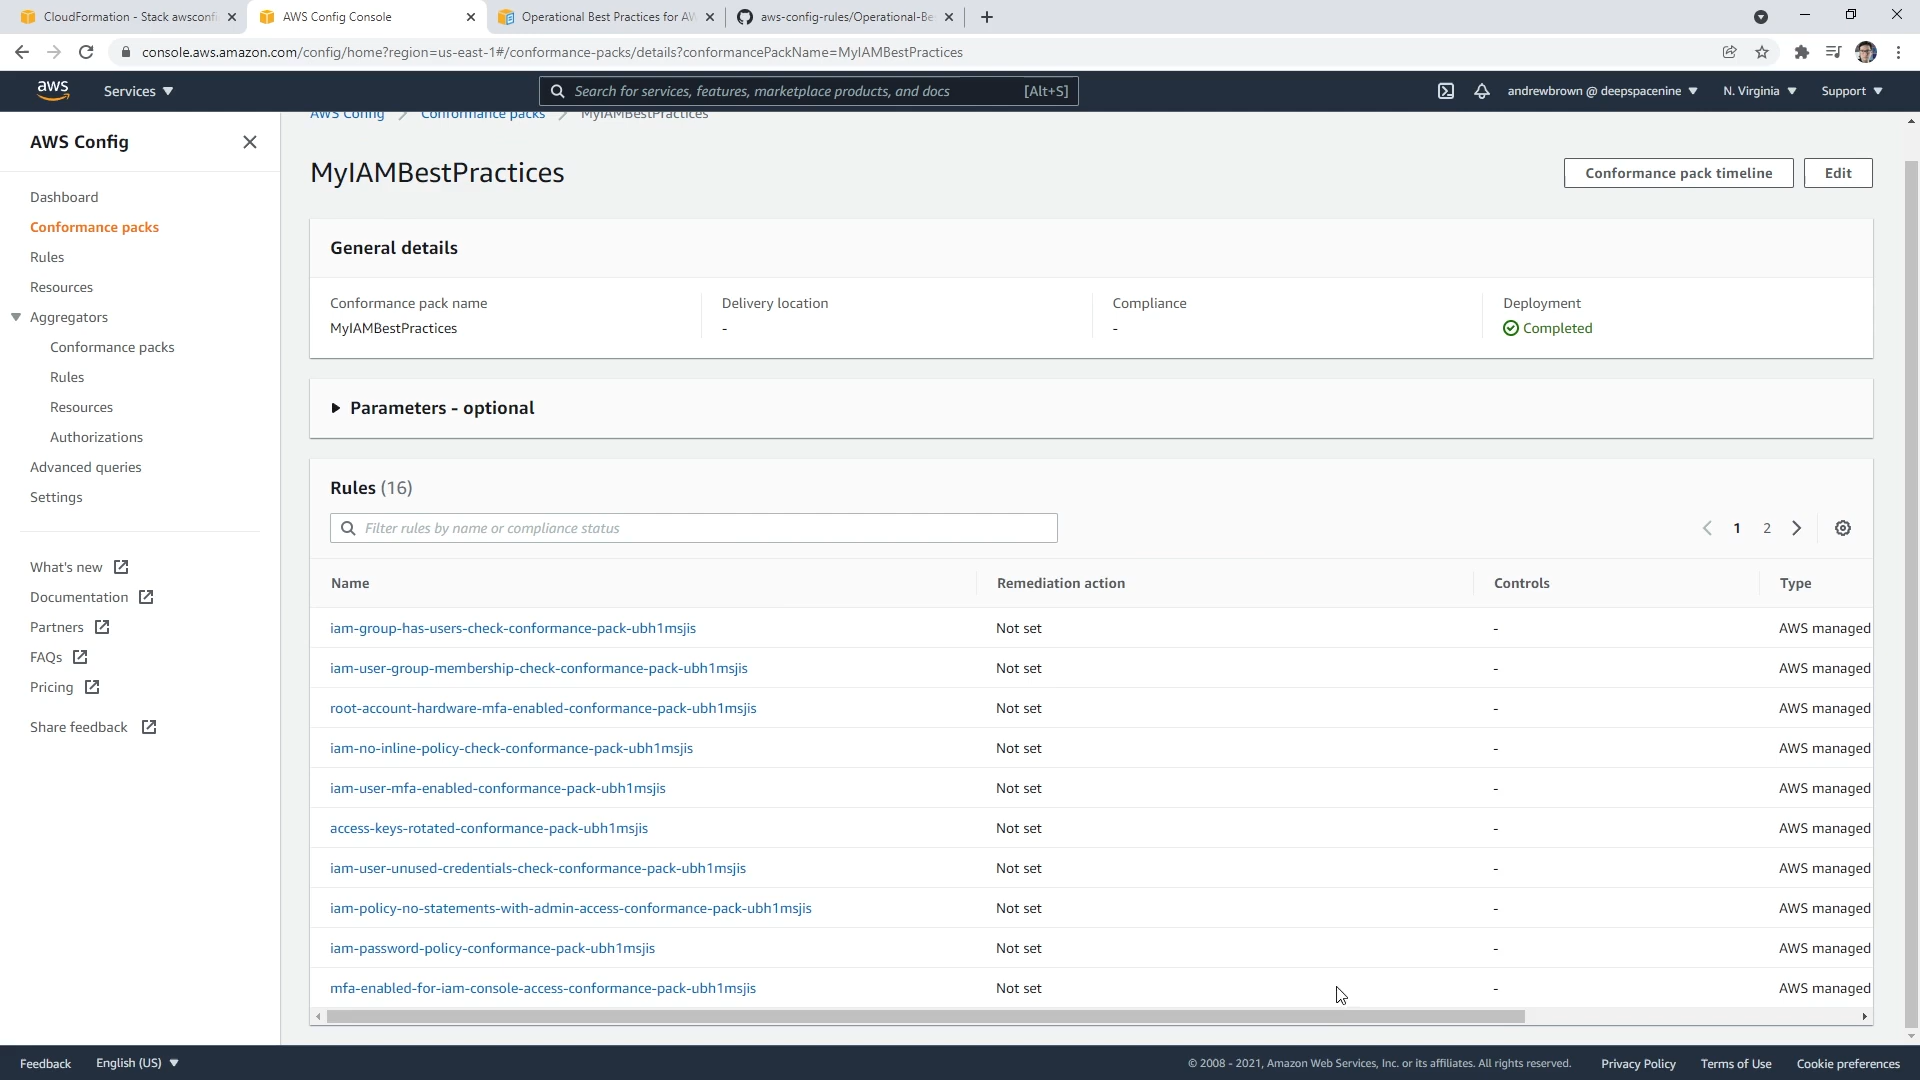 CloudFormation - Stack awsconfi
AWS Config Console
Operational Best Practices for AW
aws-config-rules/Operational-Be
console.aws.amazon.com/config/home?region=us-east-1#/conformance-packs/details?conformancePackName=MyIAMBestPractices
aws
Services
Search for services, features, marketplace products, and docs
[Alt+S]
andrewbrown @ deepspacenine
N. Virginia
Support
AWS Config
Dashboard
Conformance packs
Rules
Resources
Aggregators
Conformance packs
Rules
Resources
Authorizations
Advanced queries
Settings
What's new
Documentation
Partners
FAQs
Pricing
Share feedback
AWS Config
Conformance packs
MyIAMBestPractices
MyIAMBestPractices
Conformance pack timeline
Edit
General details
Conformance pack name
MyIAMBestPractices
Delivery location
-
Compliance
-
Deployment
Completed
Parameters - optional
Rules (16)
Filter rules by name or compliance status
1 2
Name Remediation action Controls Type
iam-group-has-users-check-conformance-pack-ubh1msjis Not set - AWS managed
iam-user-group-membership-check-conformance-pack-ubh1msjis Not set - AWS managed
root-account-hardware-mfa-enabled-conformance-pack-ubh1msjis Not set - AWS managed
iam-no-inline-policy-check-conformance-pack-ubh1msjis Not set - AWS managed
iam-user-mfa-enabled-conformance-pack-ubh1msjis Not set - AWS managed
access-keys-rotated-conformance-pack-ubh1msjis Not set - AWS managed
iam-user-unused-credentials-check-conformance-pack-ubh1msjis Not set - AWS managed
iam-policy-no-statements-with-admin-access-conformance-pack-ubh1msjis Not set - AWS managed
iam-password-policy-conformance-pack-ubh1msjis Not set - AWS managed
mfa-enabled-for-iam-console-access-conformance-pack-ubh1msjis Not set - AWS managed
Feedback
English (US)
© 2008 - 2021, Amazon Web Services, Inc. or its affiliates. All rights reserved.
Privacy Policy
Terms of Use
Cookie preferences